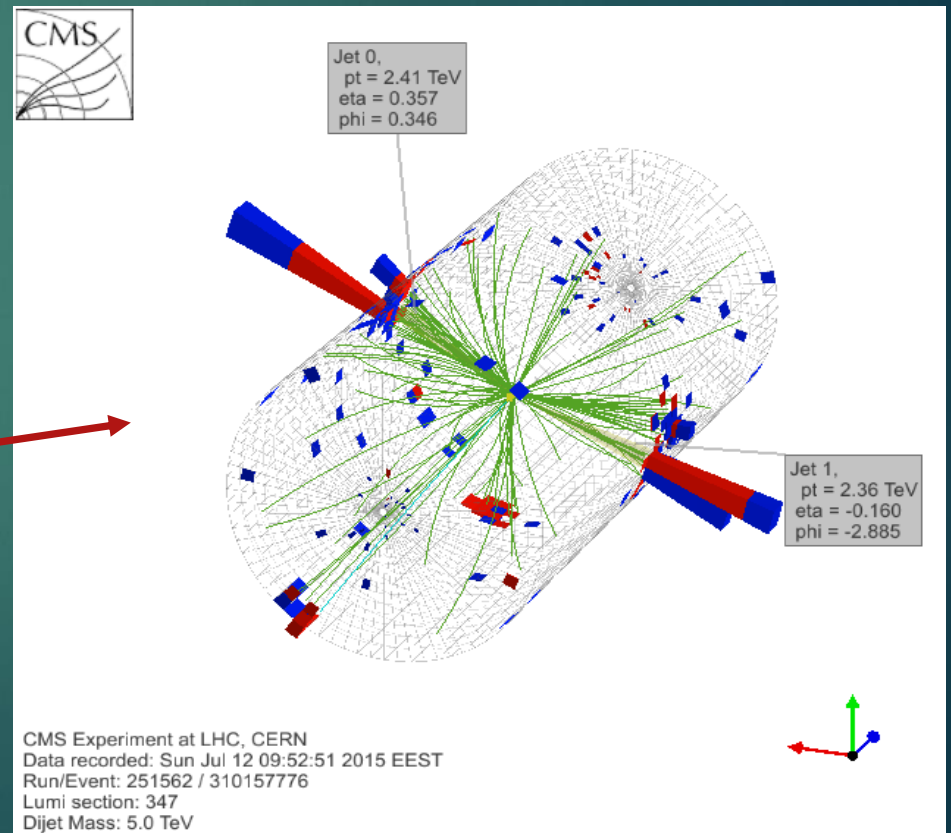 CMS
Jet 0,
pt = 2.41 TeV
eta = 0.357
phi = 0.346
Jet 1,
pt = 2.36 TeV
eta = -0.160
phi = -2.885
CMS Experiment at LHC, CERN
Data recorded: Sun Jul 12 09:52:51 2015 EEST
Run/Event: 251562 / 310157776
Lumi section: 347
Dijet Mass: 5.0 TeV